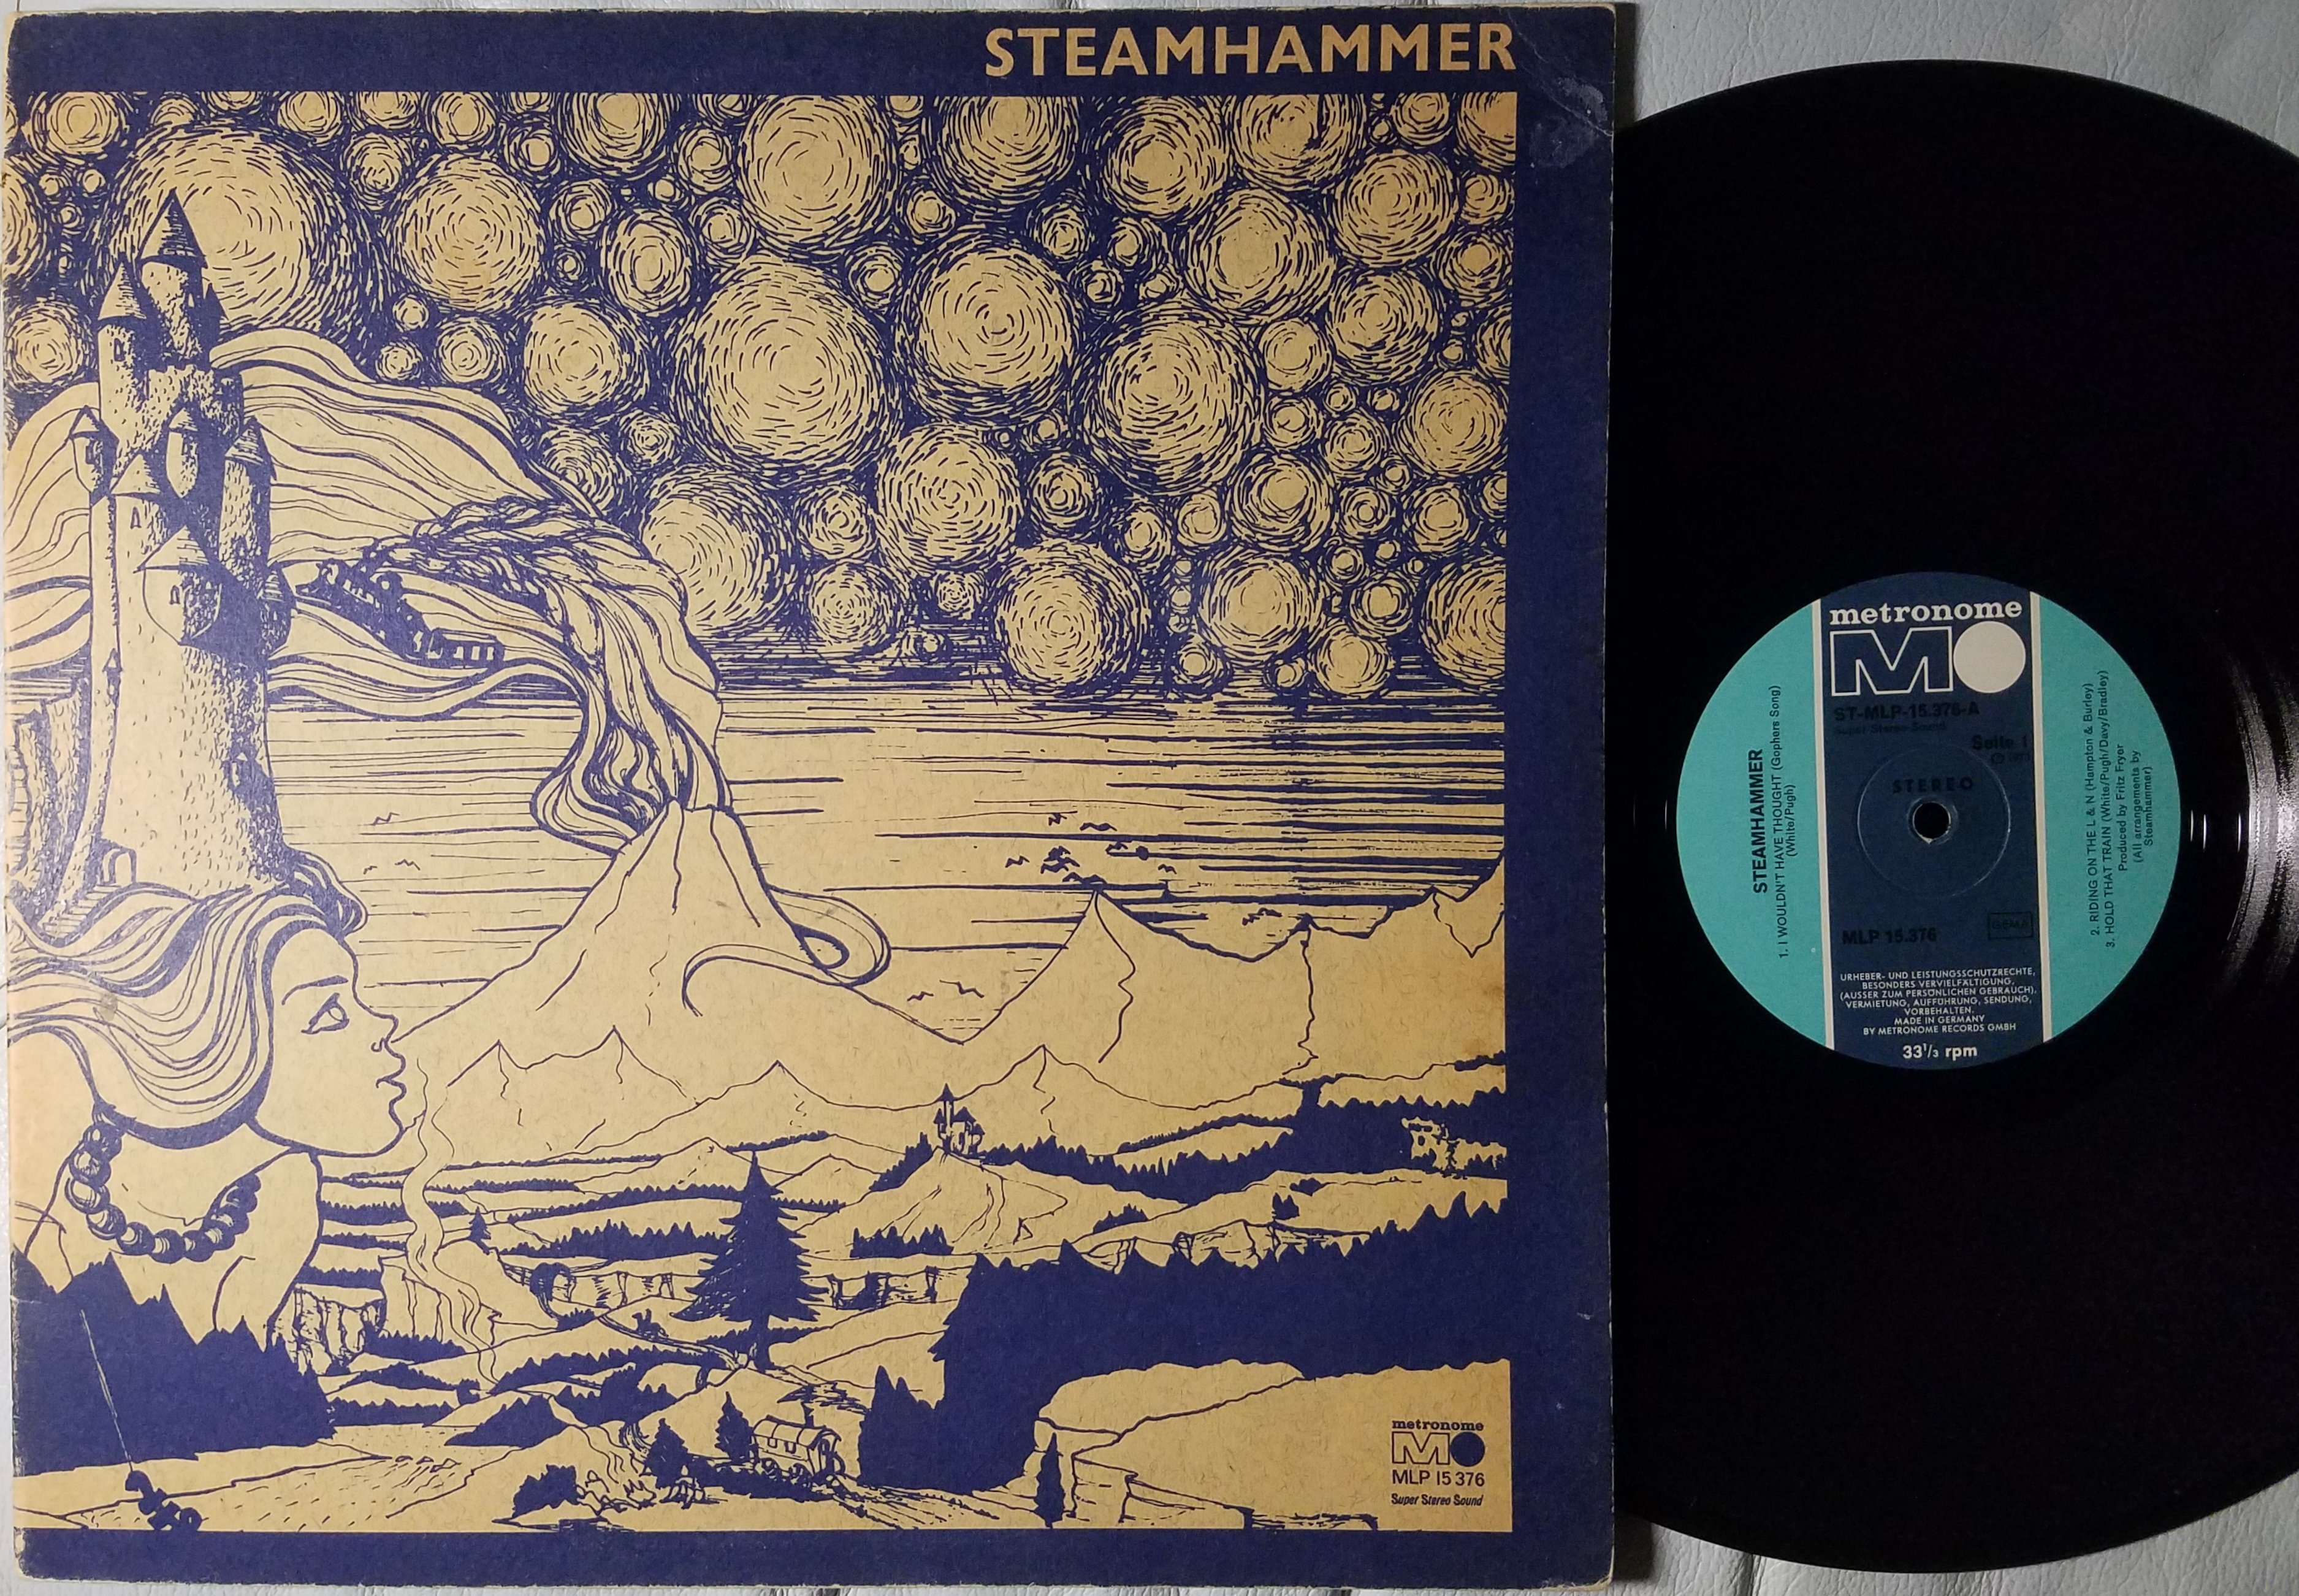 STEAMHAMMER
metronome
MO
MLP 15 376
Super Stereo Sound
metronome
MO
ST-MLP-15.376-A
Super-Stereo-Sound
Seite 1
STEREO
MLP 15.376
GEMA
URHEBER- UND LEISTUNGSSCHUTZRECHTE,
BESONDERS VERVIELFÄLTIGUNG,
(AUSSER ZUM PERSÖNLICHEN GEBRAUCH),
VERMIETUNG, AUFFÜHRUNG, SENDUNG,
VORBEHALTEN.
MADE IN GERMANY
BY METRONOME RECORDS GMBH
33 1/3 rpm
STEAMHAMMER
1. I WOULDN'T HAVE THOUGHT (Gophers Song)
(White/Pugh)
2. RIDING ON THE L & N (Hampton & Burley)
3. HOLD THAT TRAIN (White/Pugh/Davy/Bradley)
Produced by Fritz Fryer
(All arrangements by
Steamhammer)